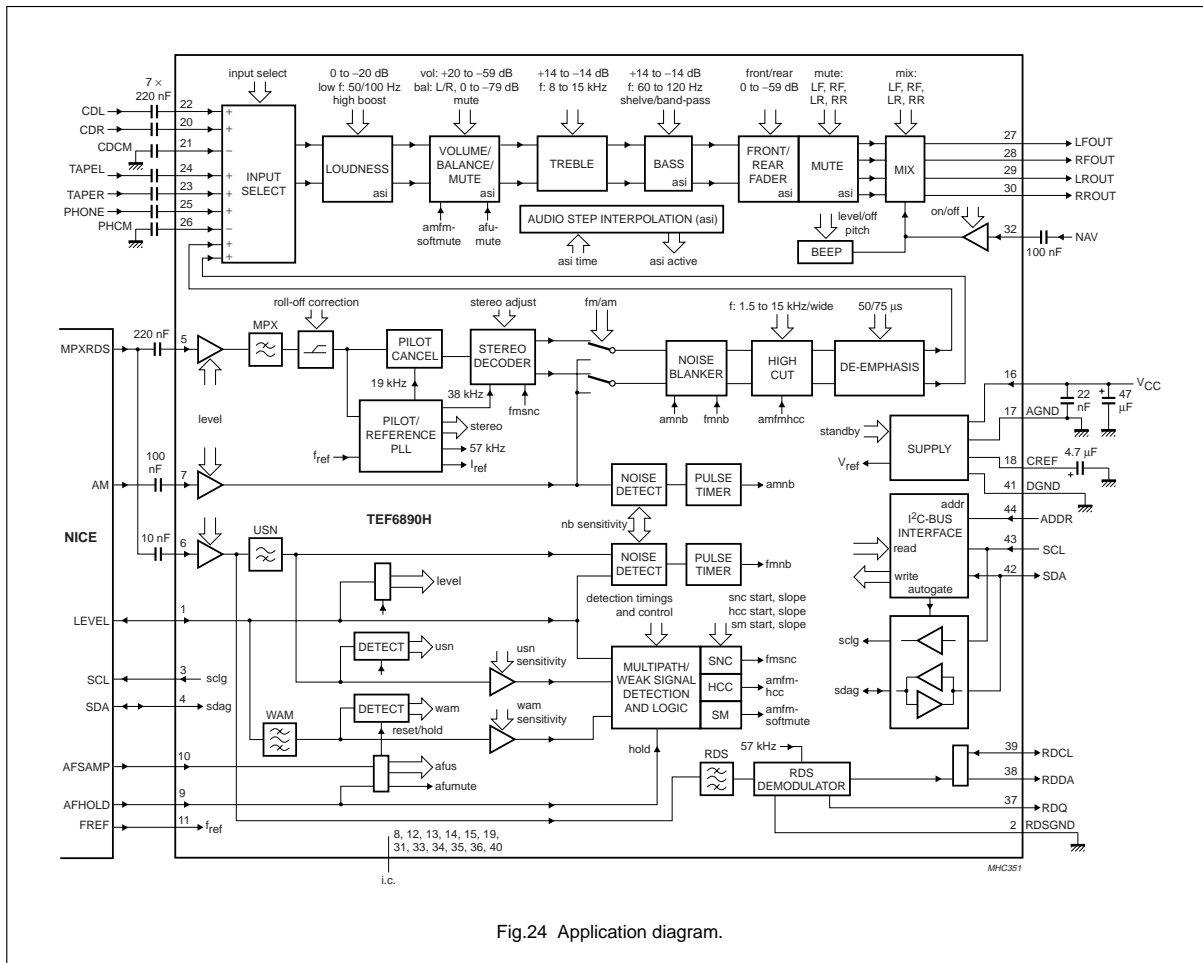 input select
0 to −20 dB
low f: 50/100 Hz
high boost
vol: +20 to −59 dB
bal: L/R, 0 to −79 dB
mute
+14 to −14 dB
f: 8 to 15 kHz
+14 to −14 dB
f: 60 to 120 Hz
shelve/band-pass
front/rear
0 to −59 dB
mute:
LF, RF,
LR, RR
mix:
LF, RF,
LR, RR
7 ×
220 nF
CDL
22
+
CDR
20
+
CDCM
21
−
TAPEL
24
+
TAPER
23
+
PHONE
25
+
PHCM
26
−
+
+
INPUT
SELECT
LOUDNESS
asi
VOLUME/
BALANCE/
MUTE
asi
TREBLE
BASS
asi
FRONT/
REAR
FADER
asi
MUTE
asi
MIX
27
LFOUT
28
RFOUT
29
LROUT
30
RROUT
amfm-
softmute
afu-
mute
AUDIO STEP INTERPOLATION (asi)
asi time
asi active
level/off
pitch
BEEP
on/off
32
NAV
100 nF
roll-off correction
stereo adjust
fm/am
f: 1.5 to 15 kHz/wide
50/75 µs
MPXRDS
220 nF
5
MPX
PILOT
CANCEL
STEREO
DECODER
NOISE
BLANKER
HIGH
CUT
DE-EMPHASIS
19 kHz
38 kHz
fmsnc
amnb
fmnb
amfmhcc
level
PILOT/
REFERENCE
PLL
stereo
57 kHz
Iref
fref
16
VCC
22
nF
47
µF
+
17
AGND
standby
SUPPLY
Vref
18
CREF
4.7 µF
+
41
DGND
100
nF
AM
7
NOISE
DETECT
PULSE
TIMER
amnb
NICE
TEF6890H
nb sensitivity
10 nF
6
USN
NOISE
DETECT
PULSE
TIMER
fmnb
addr
I2C-BUS
INTERFACE
read
write
autogate
44
ADDR
43
SCL
42
SDA
sclg
sdag
level
detection timings
and control
snc start, slope
hcc start, slope
sm start, slope
LEVEL
1
DETECT
usn
usn
sensitivity
MULTIPATH/
WEAK SIGNAL
DETECTION
AND LOGIC
SNC
fmsnc
HCC
amfm-
hcc
SM
amfm-
softmute
SCL
3
sclg
SDA
4
sdag
WAM
DETECT
wam
reset/hold
wam
sensitivity
hold
AFSAMP
10
afus
afumute
AFHOLD
9
FREF
11
fref
RDS
57 kHz
RDS
DEMODULATOR
39
RDCL
38
RDDA
37
RDQ
2
RDSGND
8, 12, 13, 14, 15, 19,
31, 33, 34, 35, 36, 40
i.c.
MHC351
Fig.24 Application diagram.